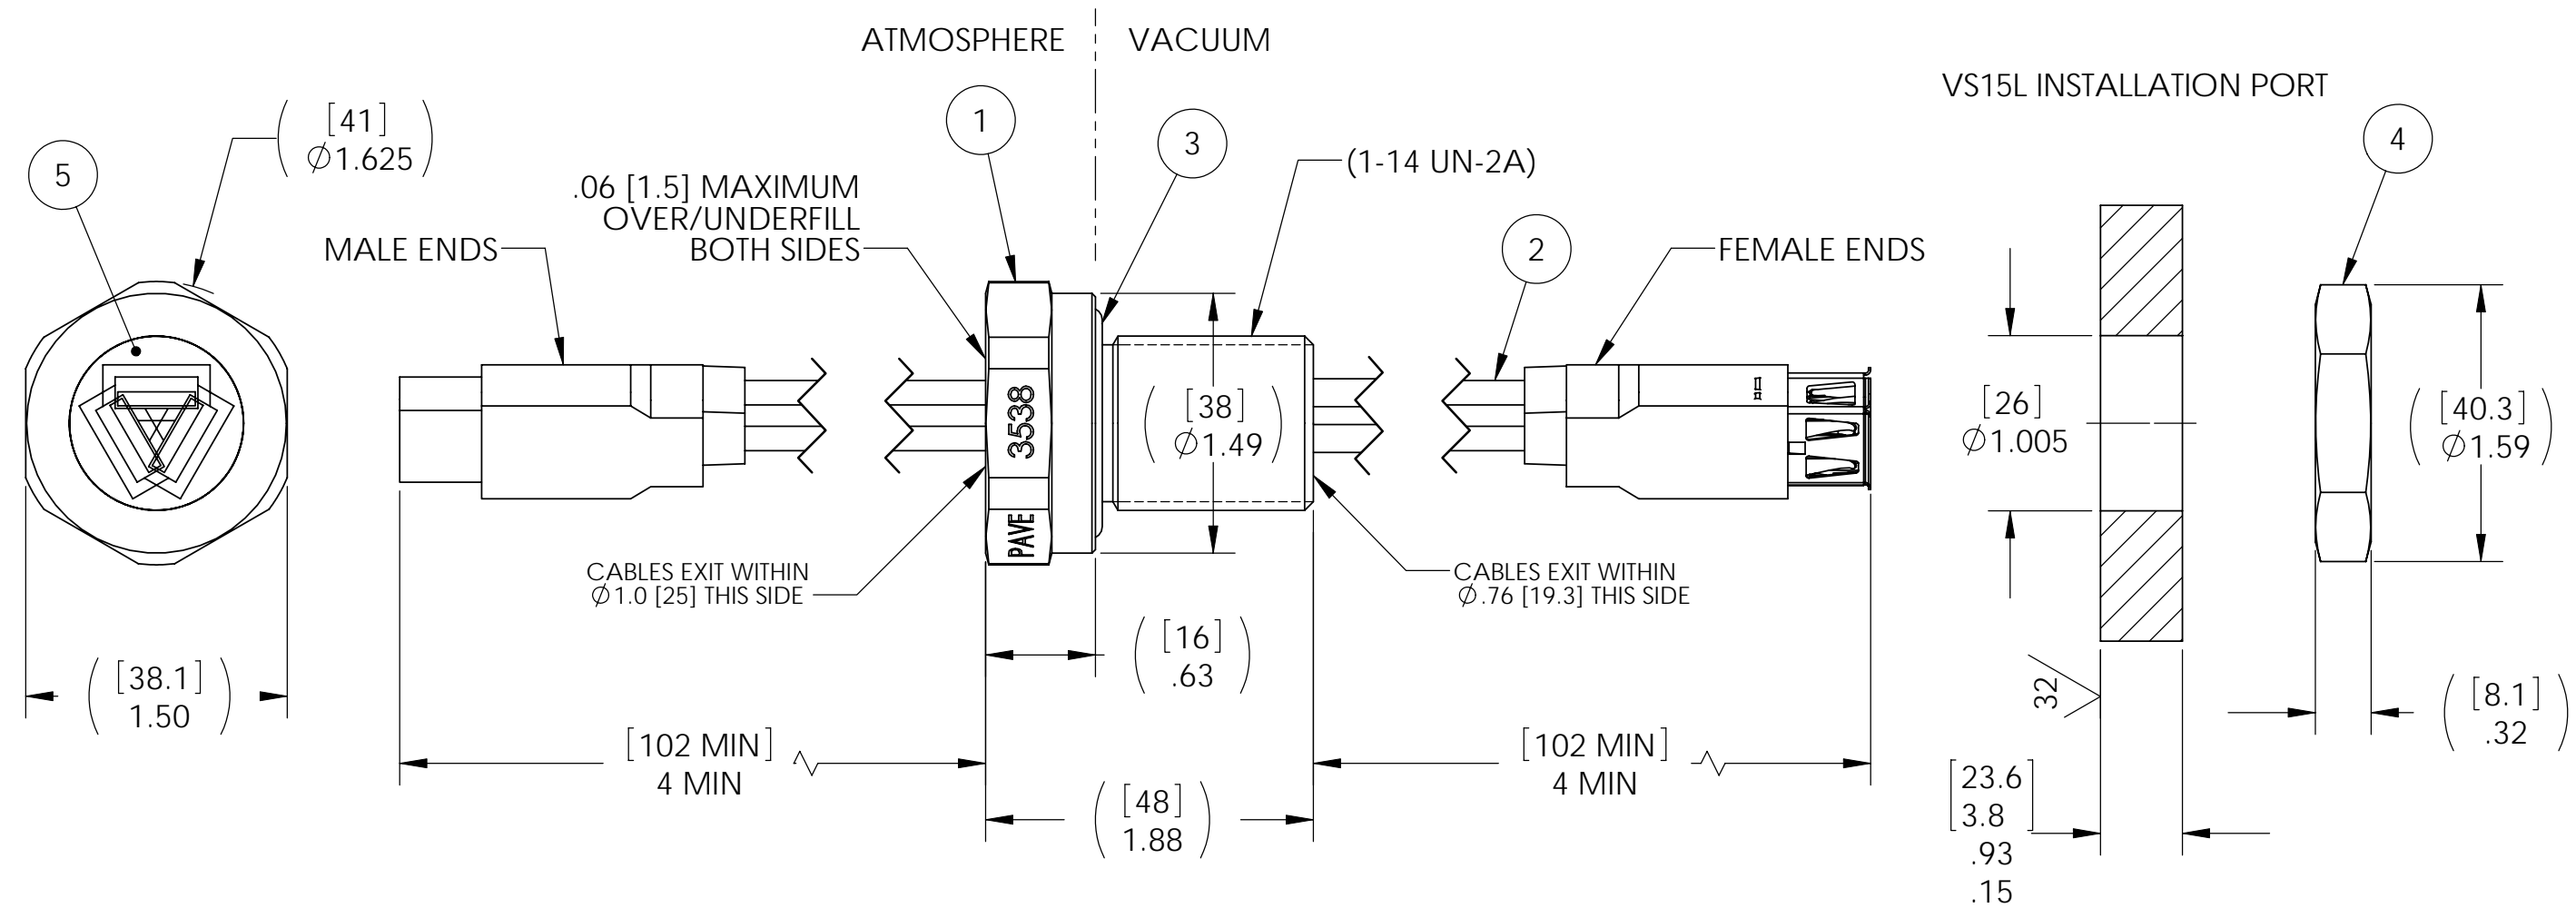 ATMOSPHERE
VACUUM
VS15L INSTALLATION PORT
[41]
∅1.625
5
1
3
4
(1-14 UN-2A)
.06 [1.5] MAXIMUM
OVER/UNDERFILL
BOTH SIDES
MALE ENDS
2
FEMALE ENDS
3538
PAVE
[38]
∅1.49
[26]
∅1.005
[40.3]
∅1.59
CABLES EXIT WITHIN
∅1.0 [25] THIS SIDE
CABLES EXIT WITHIN
∅.76 [19.3] THIS SIDE
[16]
.63
[38.1]
1.50
32
[8.1]
.32
[102 MIN]
4 MIN
[102 MIN]
4 MIN
[48]
1.88
[23.6
3.8]
.93
.15